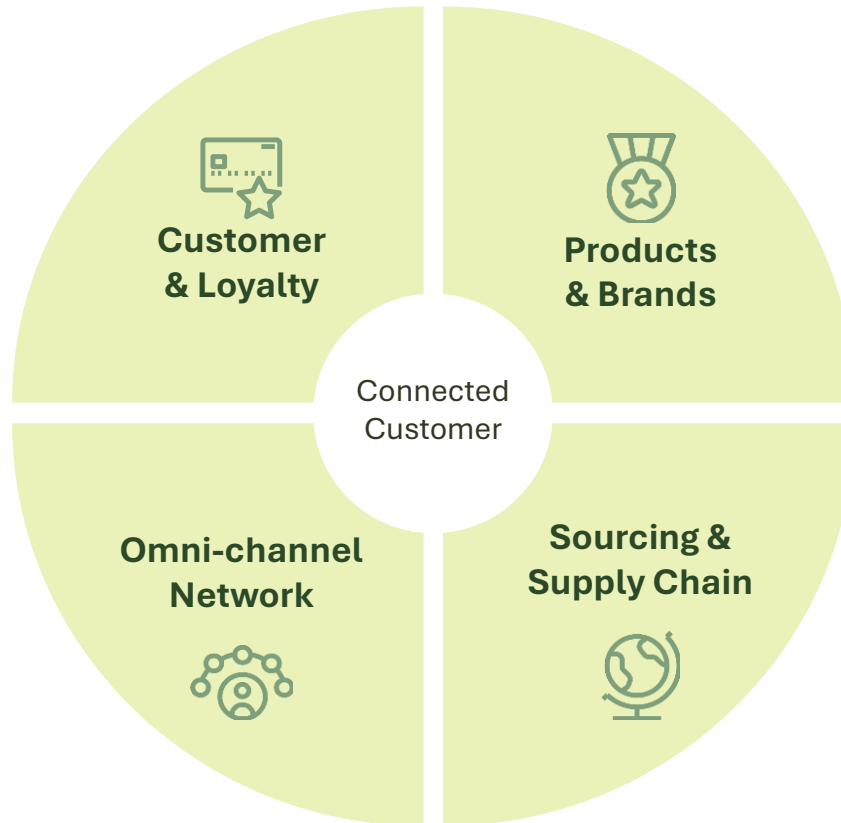 Customer
& Loyalty
Products
& Brands
Connected
Customer
Omni-channel
Network
Sourcing &
Supply Chain